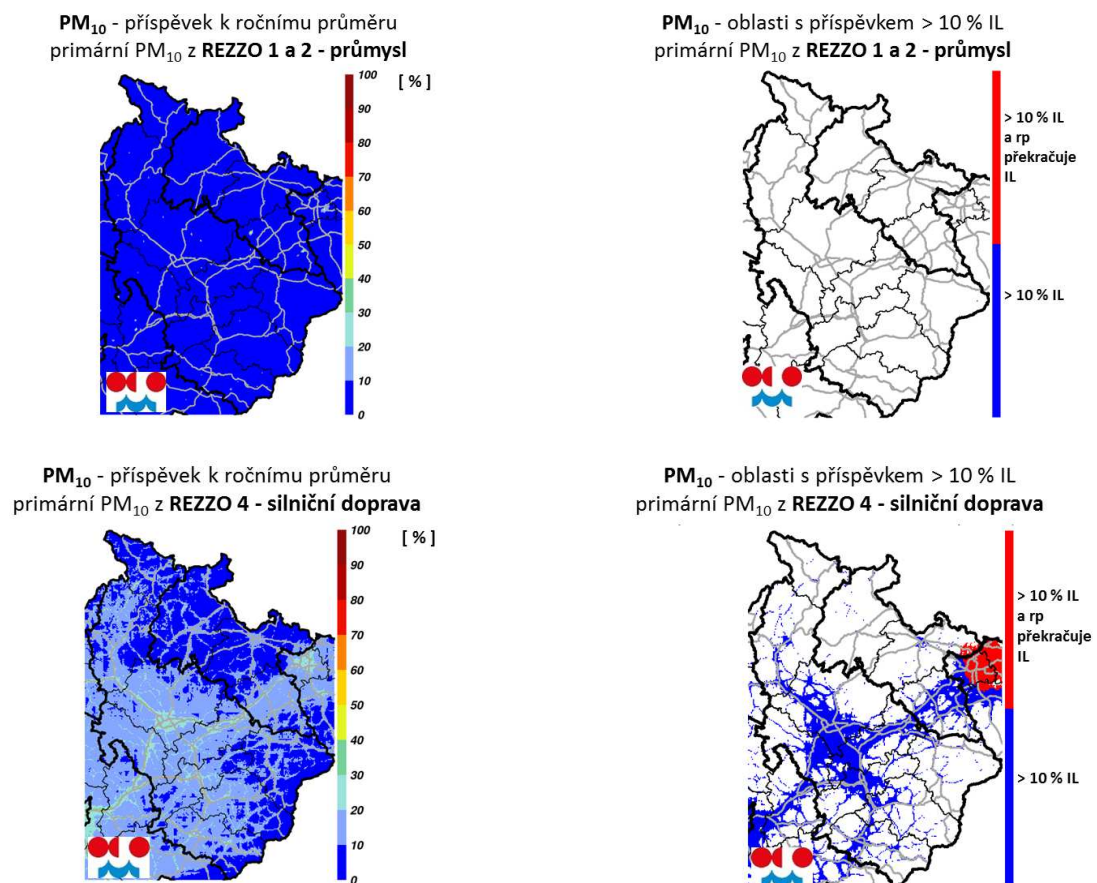 PM₁₀ - příspěvek k ročnímu průměru
primární PM₁₀ z REZZO 1 a 2 - průmysl
100
90
80
70
60
50
40
30
20
10
0
[ % ]
PM₁₀ - oblasti s příspěvkem > 10 % IL
primární PM₁₀ z REZZO 1 a 2 - průmysl
> 10 % IL
a rp
překračuje
IL
> 10 % IL
PM₁₀ - příspěvek k ročnímu průměru
primární PM₁₀ z REZZO 4 - silniční doprava
100
90
80
70
60
50
40
30
20
10
0
[ % ]
PM₁₀ - oblasti s příspěvkem > 10 % IL
primární PM₁₀ z REZZO 4 - silniční doprava
> 10 % IL
a rp
překračuje
IL
> 10 % IL